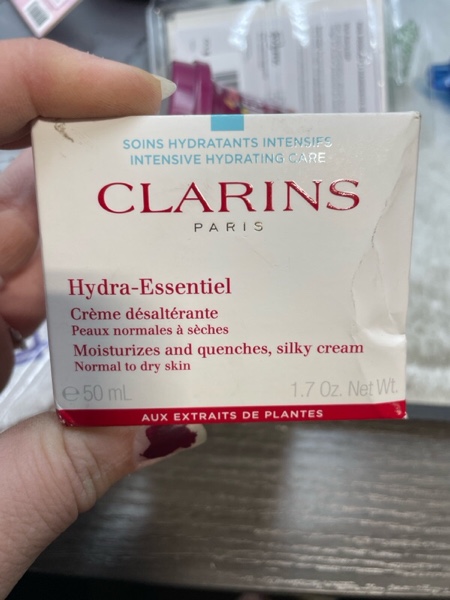 SOINS HYDRATANTS INTENSIFS
INTENSIVE HYDRATING CARE
CLARINS
PARIS
Hydra-Essentiel
Crème désaltérante
Peaux normales à sèches
Moisturizes and quenches, silky cream
Normal to dry skin
℮ 50 mL 1.7 Oz. Net Wt.
AUX EXTRAITS DE PLANTES